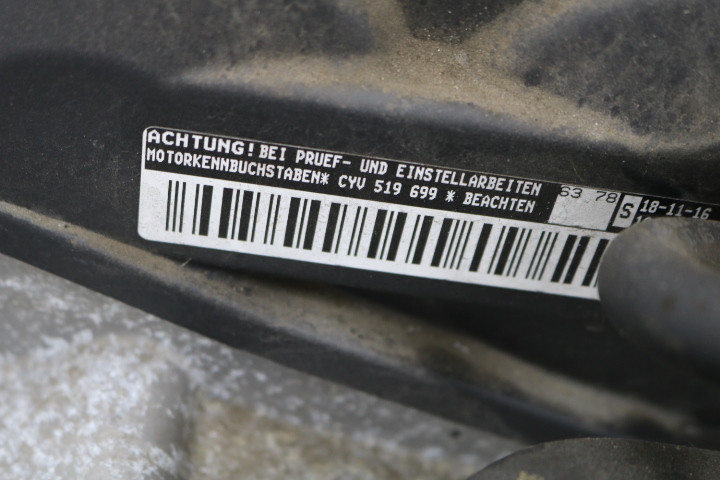 ACHTUNG! BEI PRUEF- UND EINSTELLARBEITEN
MOTORKENNBUCHSTABEN* CYV 519 699 * BEACHTEN
63 78
S
18-11-16